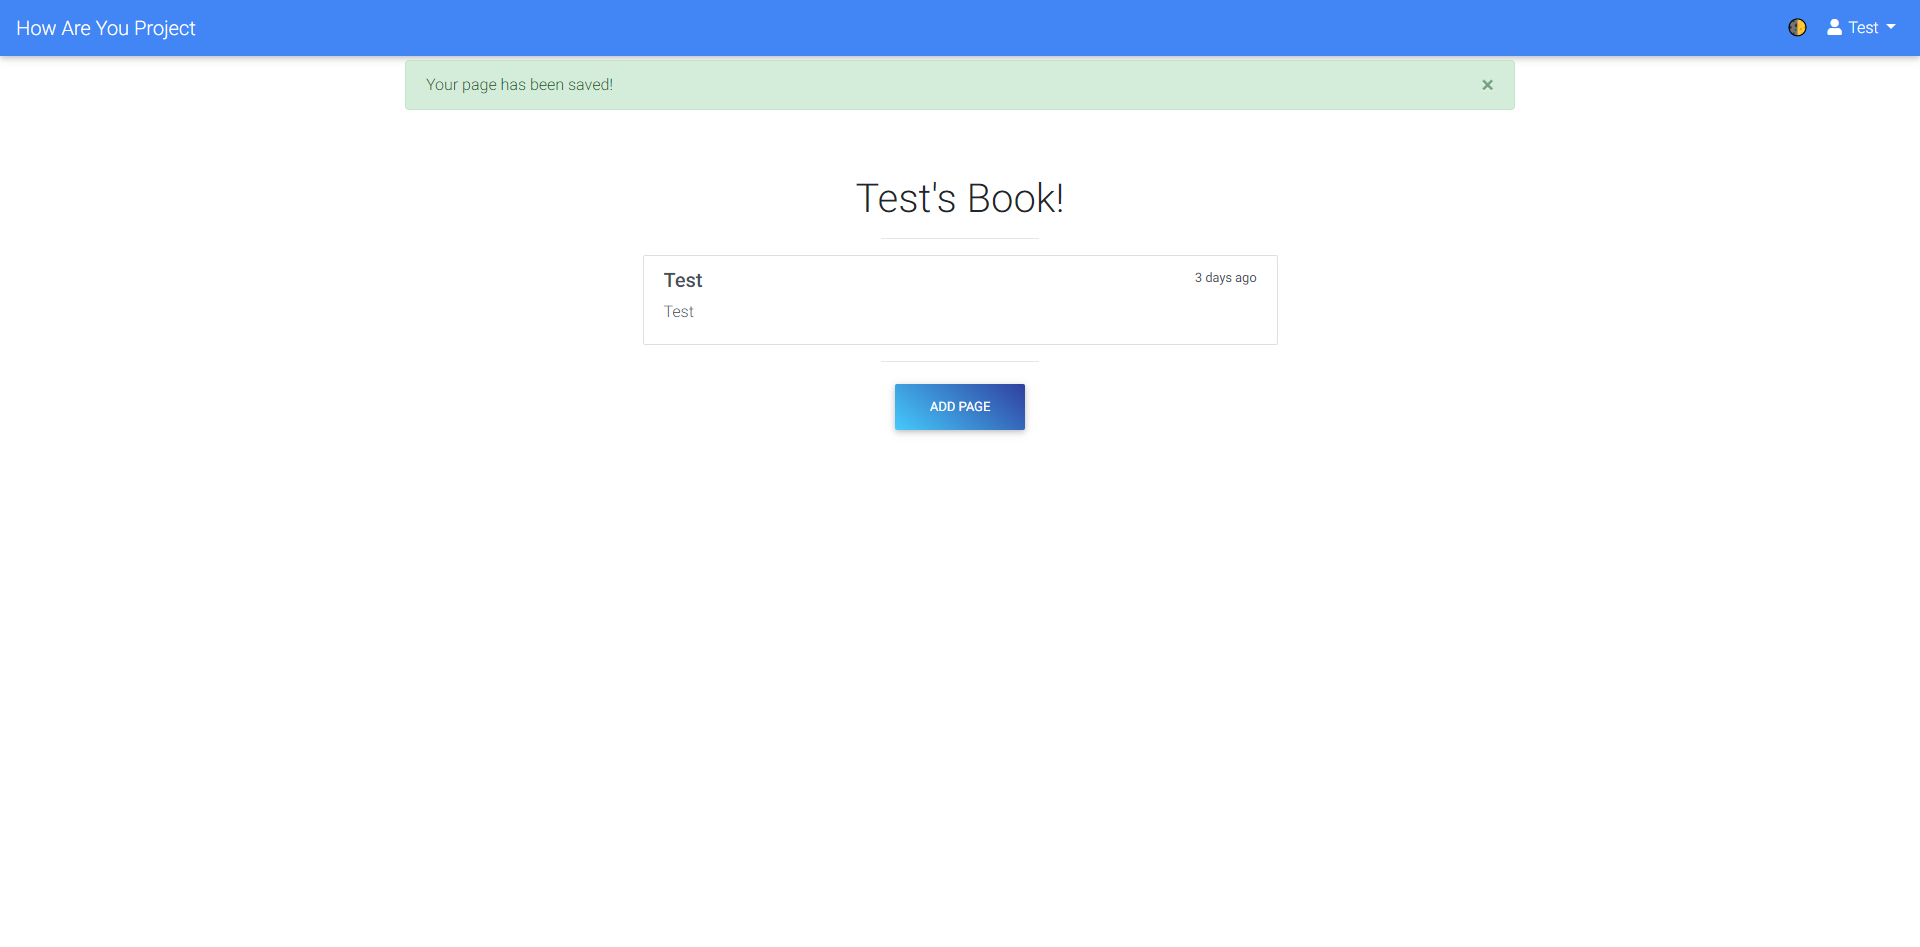 How Are You Project
Test
Your page has been saved!
×
Test's Book!
Test
3 days ago
Test
ADD PAGE